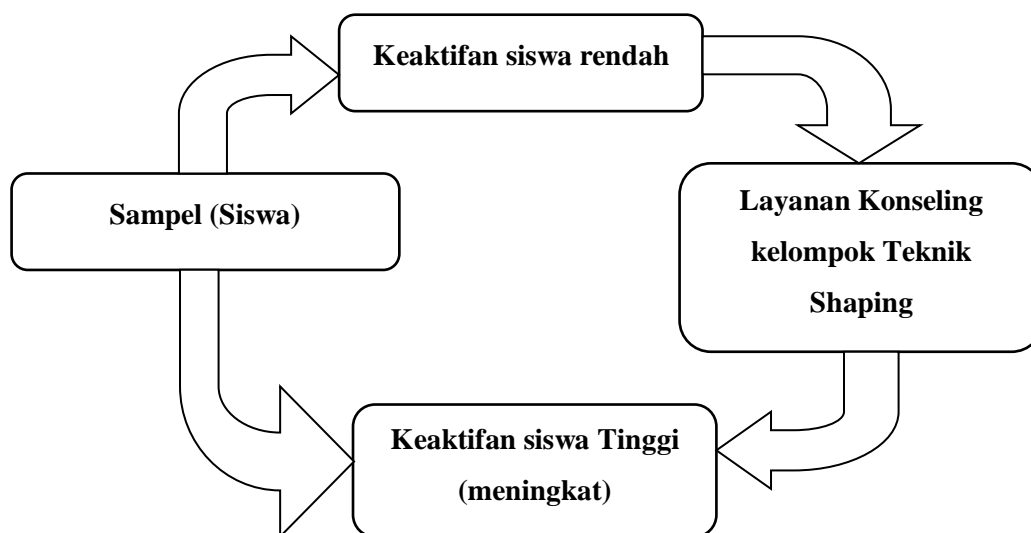 Keaktifan siswa rendah
Sampel (Siswa)
Layanan Konseling
kelompok Teknik
Shaping
Keaktifan siswa Tinggi
(meningkat)